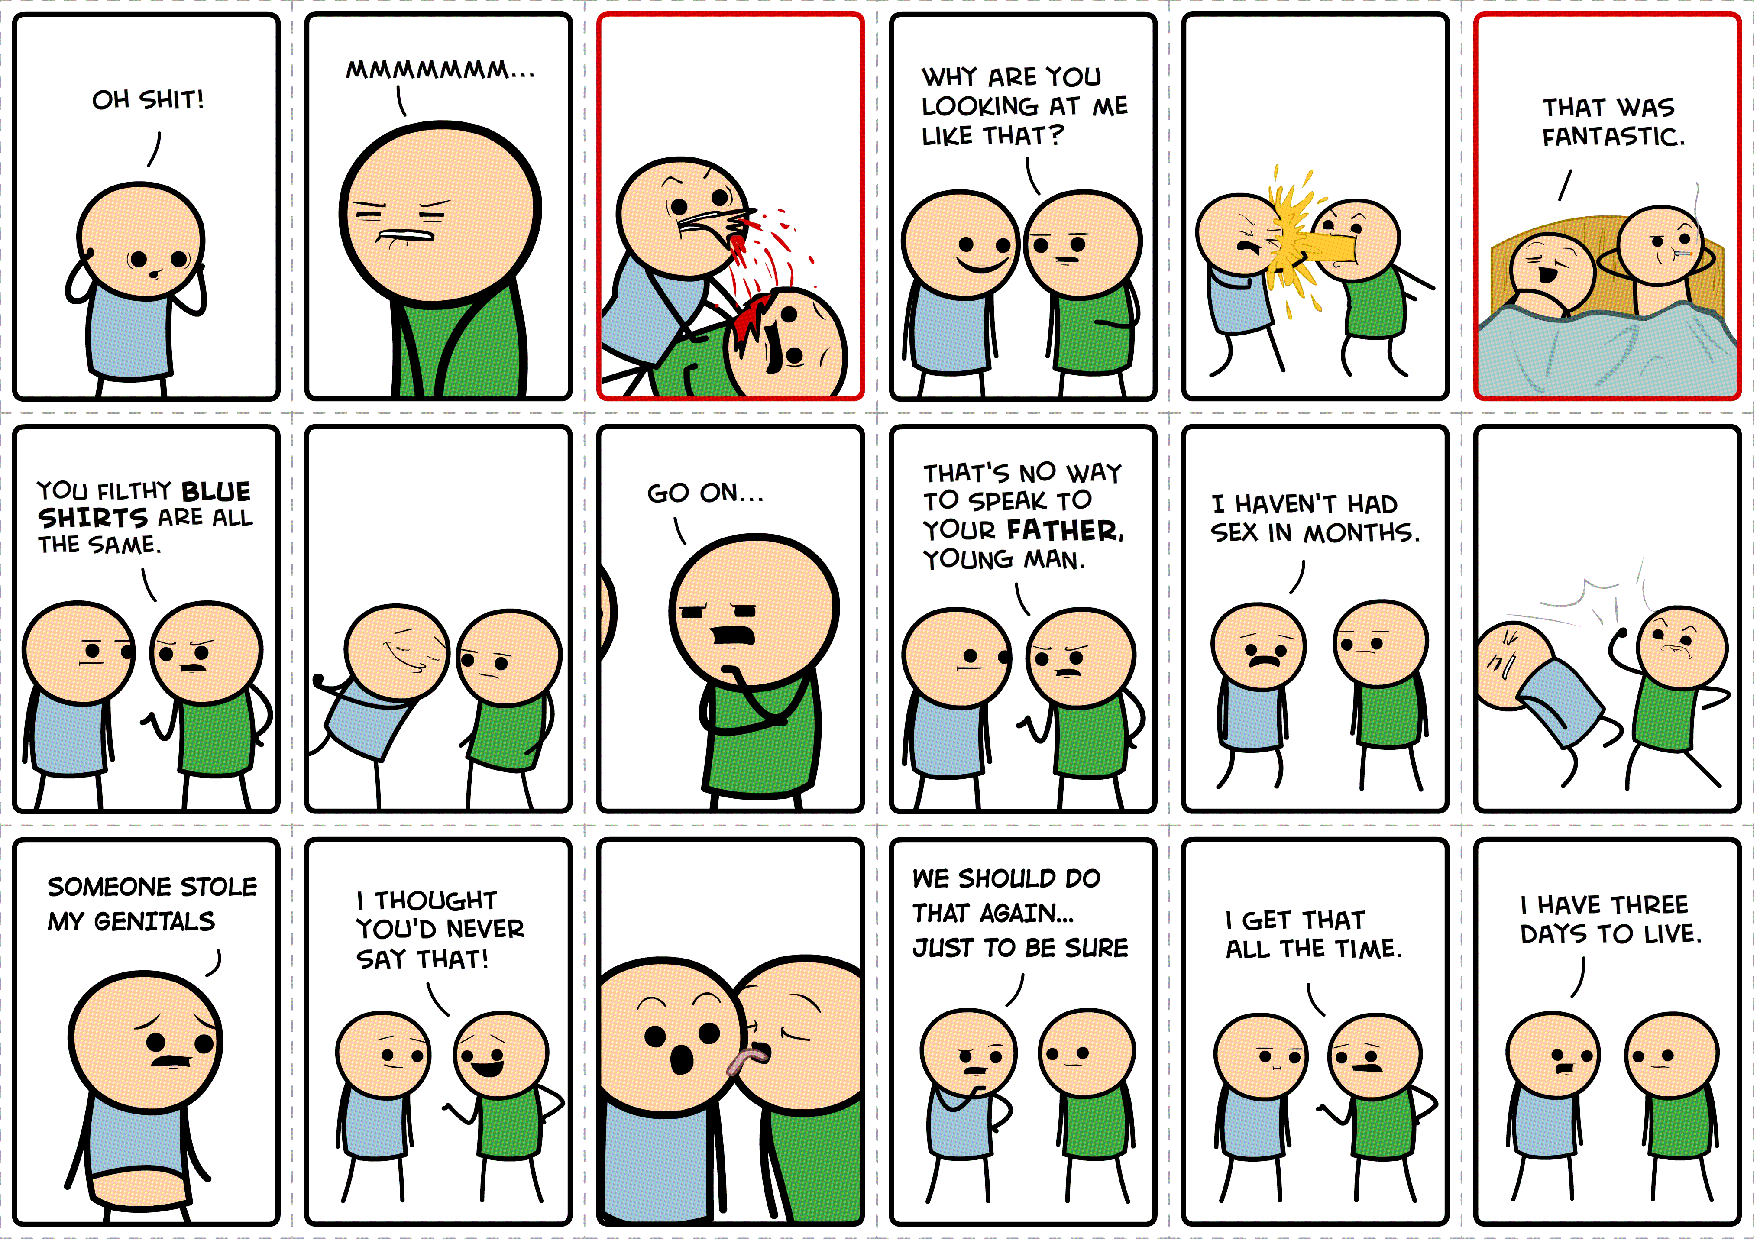 OH SHIT!
MMMMMMM...
WHY ARE YOU
LOOKING AT ME
LIKE THAT?
THAT WAS
FANTASTIC.
YOU FILTHY BLUE
SHIRTS ARE ALL
THE SAME.
GO ON...
THAT'S NO WAY
TO SPEAK TO
YOUR FATHER,
YOUNG MAN.
I HAVEN'T HAD
SEX IN MONTHS.
SOMEONE STOLE
MY GENITALS
I THOUGHT
YOU'D NEVER
SAY THAT!
WE SHOULD DO
THAT AGAIN...
JUST TO BE SURE
I GET THAT
ALL THE TIME.
I HAVE THREE
DAYS TO LIVE.